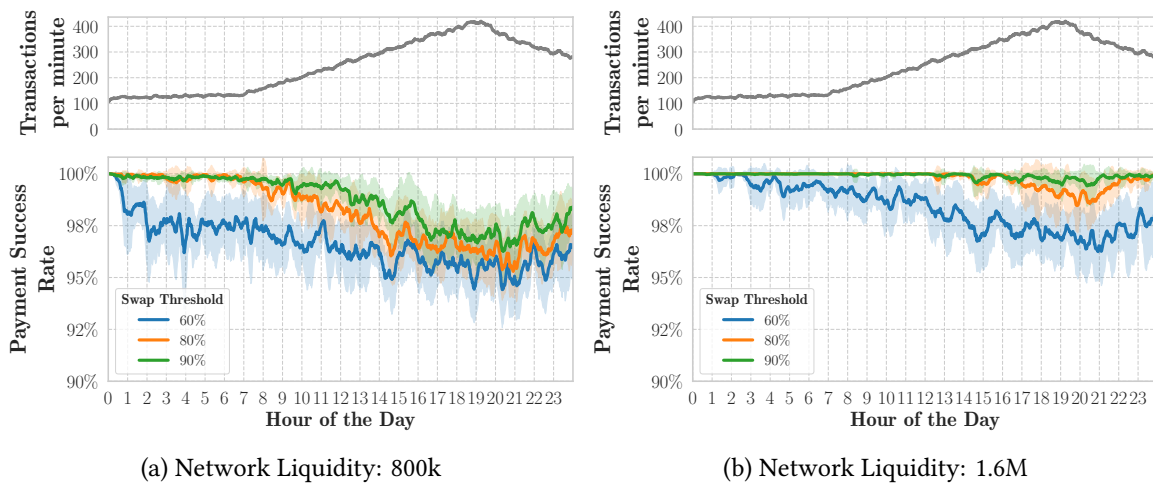 Transactions
per minute
400
300
200
100
0
Payment Success
Rate
100%
98%
95%
92%
90%
Swap Threshold
60%
80%
90%
0 1 2 3 4 5 6 7 8 9 10 11 12 13 14 15 16 17 18 19 20 21 22 23
Hour of the Day
(a) Network Liquidity: 800k
Transactions
per minute
400
300
200
100
0
Payment Success
Rate
100%
98%
95%
92%
90%
Swap Threshold
60%
80%
90%
0 1 2 3 4 5 6 7 8 9 10 11 12 13 14 15 16 17 18 19 20 21 22 23
Hour of the Day
(b) Network Liquidity: 1.6M